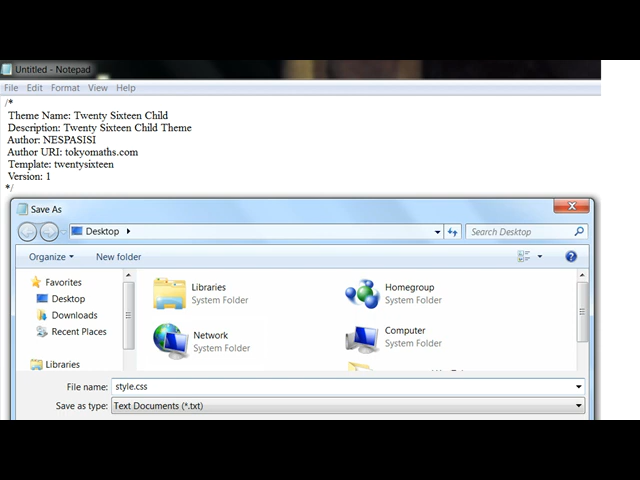 Untitled - Notepad
File Edit Format View Help
/*
Theme Name: Twenty Sixteen Child
Description: Twenty Sixteen Child Theme
Author: NESPASISI
Author URI: tokyomaths.com
Template: twentysixteen
Version: 1
*/
Save As
Desktop
Search Desktop
Organize New folder
Favorites
Desktop
Downloads
Recent Places
Libraries
Libraries
System Folder
Homegroup
System Folder
Network
System Folder
Computer
System Folder
File name: style.css
Save as type: Text Documents (*.txt)